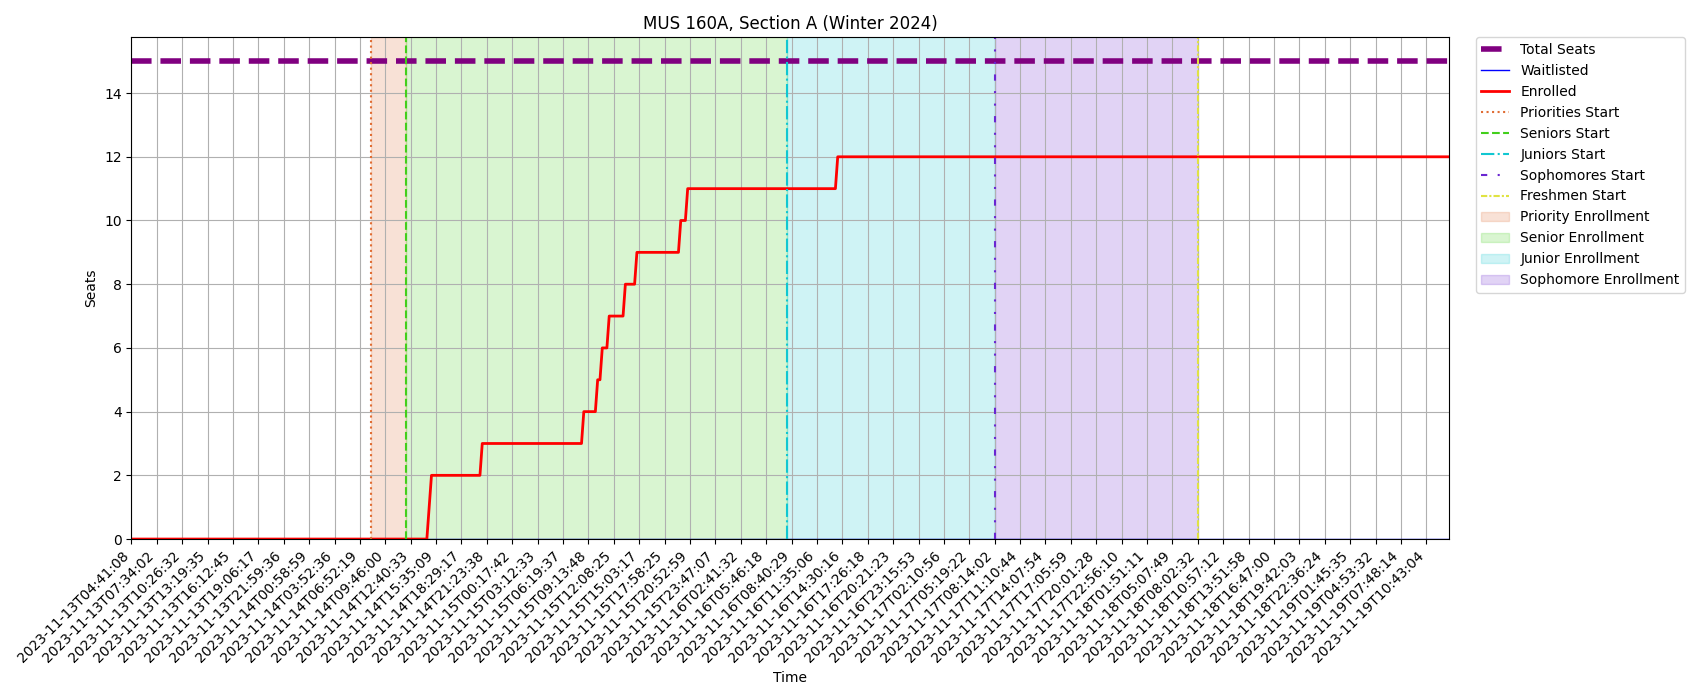 MUS 160A, Section A (Winter 2024)
Total Seats
Waitlisted
Enrolled
Priorities Start
Seniors Start
Juniors Start
Sophomores Start
Freshmen Start
Priority Enrollment
Senior Enrollment
Junior Enrollment
Sophomore Enrollment
Seats
14
12
10
8
6
4
2
0
2023-11-13T04:41:08
2023-11-13T07:34:02
2023-11-13T10:26:32
2023-11-13T13:19:35
2023-11-13T16:12:45
2023-11-13T19:06:17
2023-11-13T21:59:36
2023-11-14T00:58:59
2023-11-14T03:52:36
2023-11-14T06:52:19
2023-11-14T09:46:00
2023-11-14T12:40:33
2023-11-14T15:35:09
2023-11-14T18:29:17
2023-11-14T21:23:38
2023-11-15T00:17:42
2023-11-15T03:12:33
2023-11-15T06:19:37
2023-11-15T09:13:48
2023-11-15T12:08:25
2023-11-15T15:03:17
2023-11-15T17:58:25
2023-11-15T20:52:59
2023-11-15T23:47:07
2023-11-16T02:41:32
2023-11-16T05:46:18
2023-11-16T08:40:29
2023-11-16T11:35:06
2023-11-16T14:30:16
2023-11-16T17:26:18
2023-11-16T20:21:23
2023-11-16T23:15:53
2023-11-17T02:10:56
2023-11-17T05:19:22
2023-11-17T08:14:02
2023-11-17T11:10:44
2023-11-17T14:07:54
2023-11-17T17:05:59
2023-11-17T20:01:28
2023-11-17T22:56:10
2023-11-18T01:51:11
2023-11-18T05:07:49
2023-11-18T08:02:32
2023-11-18T10:57:12
2023-11-18T13:51:58
2023-11-18T16:47:00
2023-11-18T19:42:03
2023-11-18T22:36:24
2023-11-19T01:45:35
2023-11-19T04:53:32
2023-11-19T07:48:14
2023-11-19T10:43:04
Time